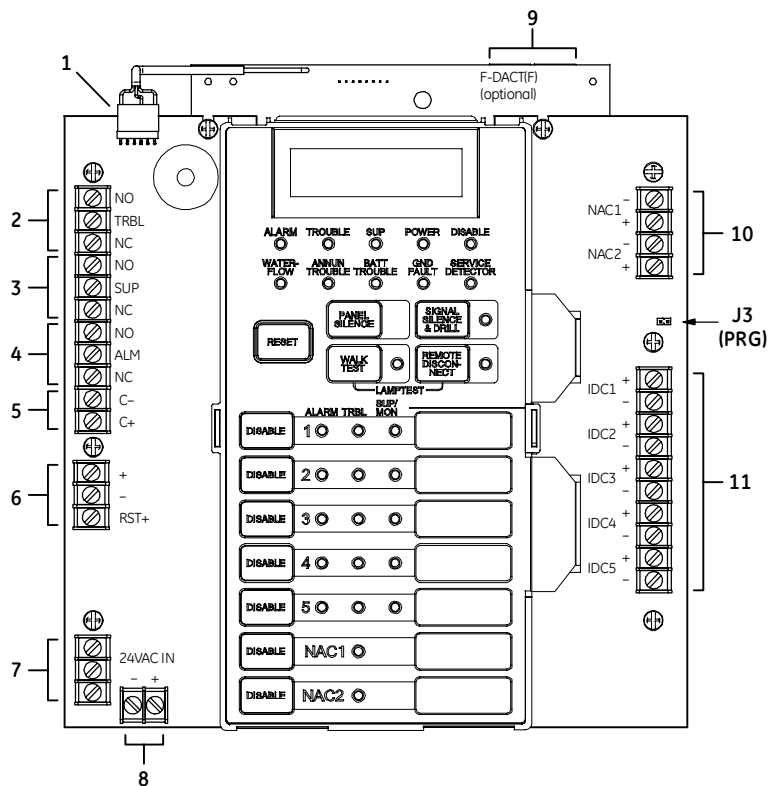 9
1
F-DACT(F)
(optional)
2
NO
TRBL
NC
3
NO
SUP
NC
4
NO
ALM
NC
5
C-
C+
6
+
-
RST+
7
24VAC IN
- +
8
ALARM TROUBLE SUP POWER DISABLE
WATER-
FLOW
ANNUN
TROUBLE
BATT
TROUBLE
GND
FAULT
SERVICE
DETECTOR
RESET
PANEL
SILENCE
SIGNAL
SILENCE
& DRILL
WALK
TEST
REMOTE
DISCON-
NECT
LAMPTEST
ALARM TRBL SUP/
MON
DISABLE 1
DISABLE 2
DISABLE 3
DISABLE 4
DISABLE 5
DISABLE NAC1
DISABLE NAC2
NAC1 -
+
NAC2 -
+
10
J3
(PRG)
IDC1 +
-
IDC2 +
-
IDC3 +
-
IDC4 +
-
IDC5 +
-
11